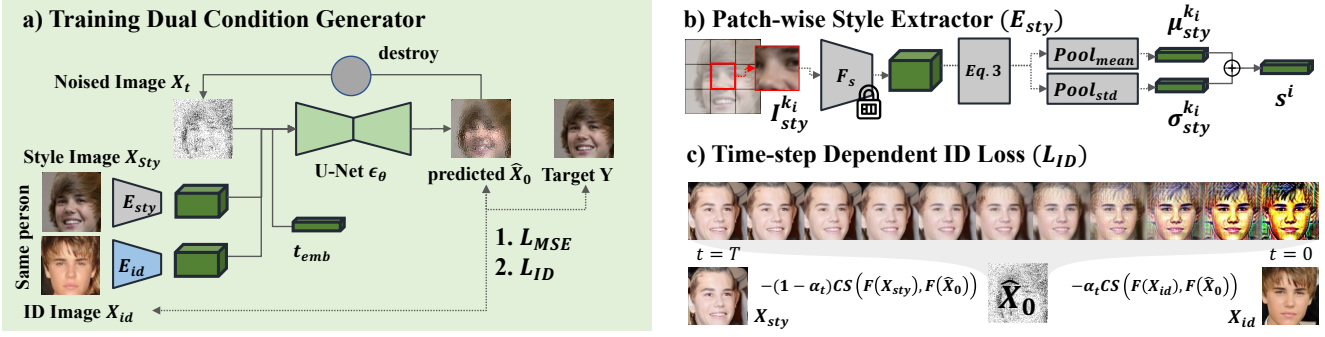 a) Training Dual Condition Generator
destroy
Noised Image X_t
Style Image X_Sty
U-Net ϵ_θ
predicted X̂_0
Target Y
Same person
E_sty
E_id
t_emb
1. L_MSE
2. L_ID
ID Image X_id
b) Patch-wise Style Extractor (E_sty)
I_sty^{k_i}
F_s
Eq. 3
Pool_mean
Pool_std
μ_sty^{k_i}
σ_sty^{k_i}
s^i
c) Time-step Dependent ID Loss (L_ID)
t = T
t = 0
−(1 − α_t)CS(F(X_sty), F(X̂_0))
X̂_0
−α_tCS(F(X_id), F(X̂_0))
X_sty
X_id